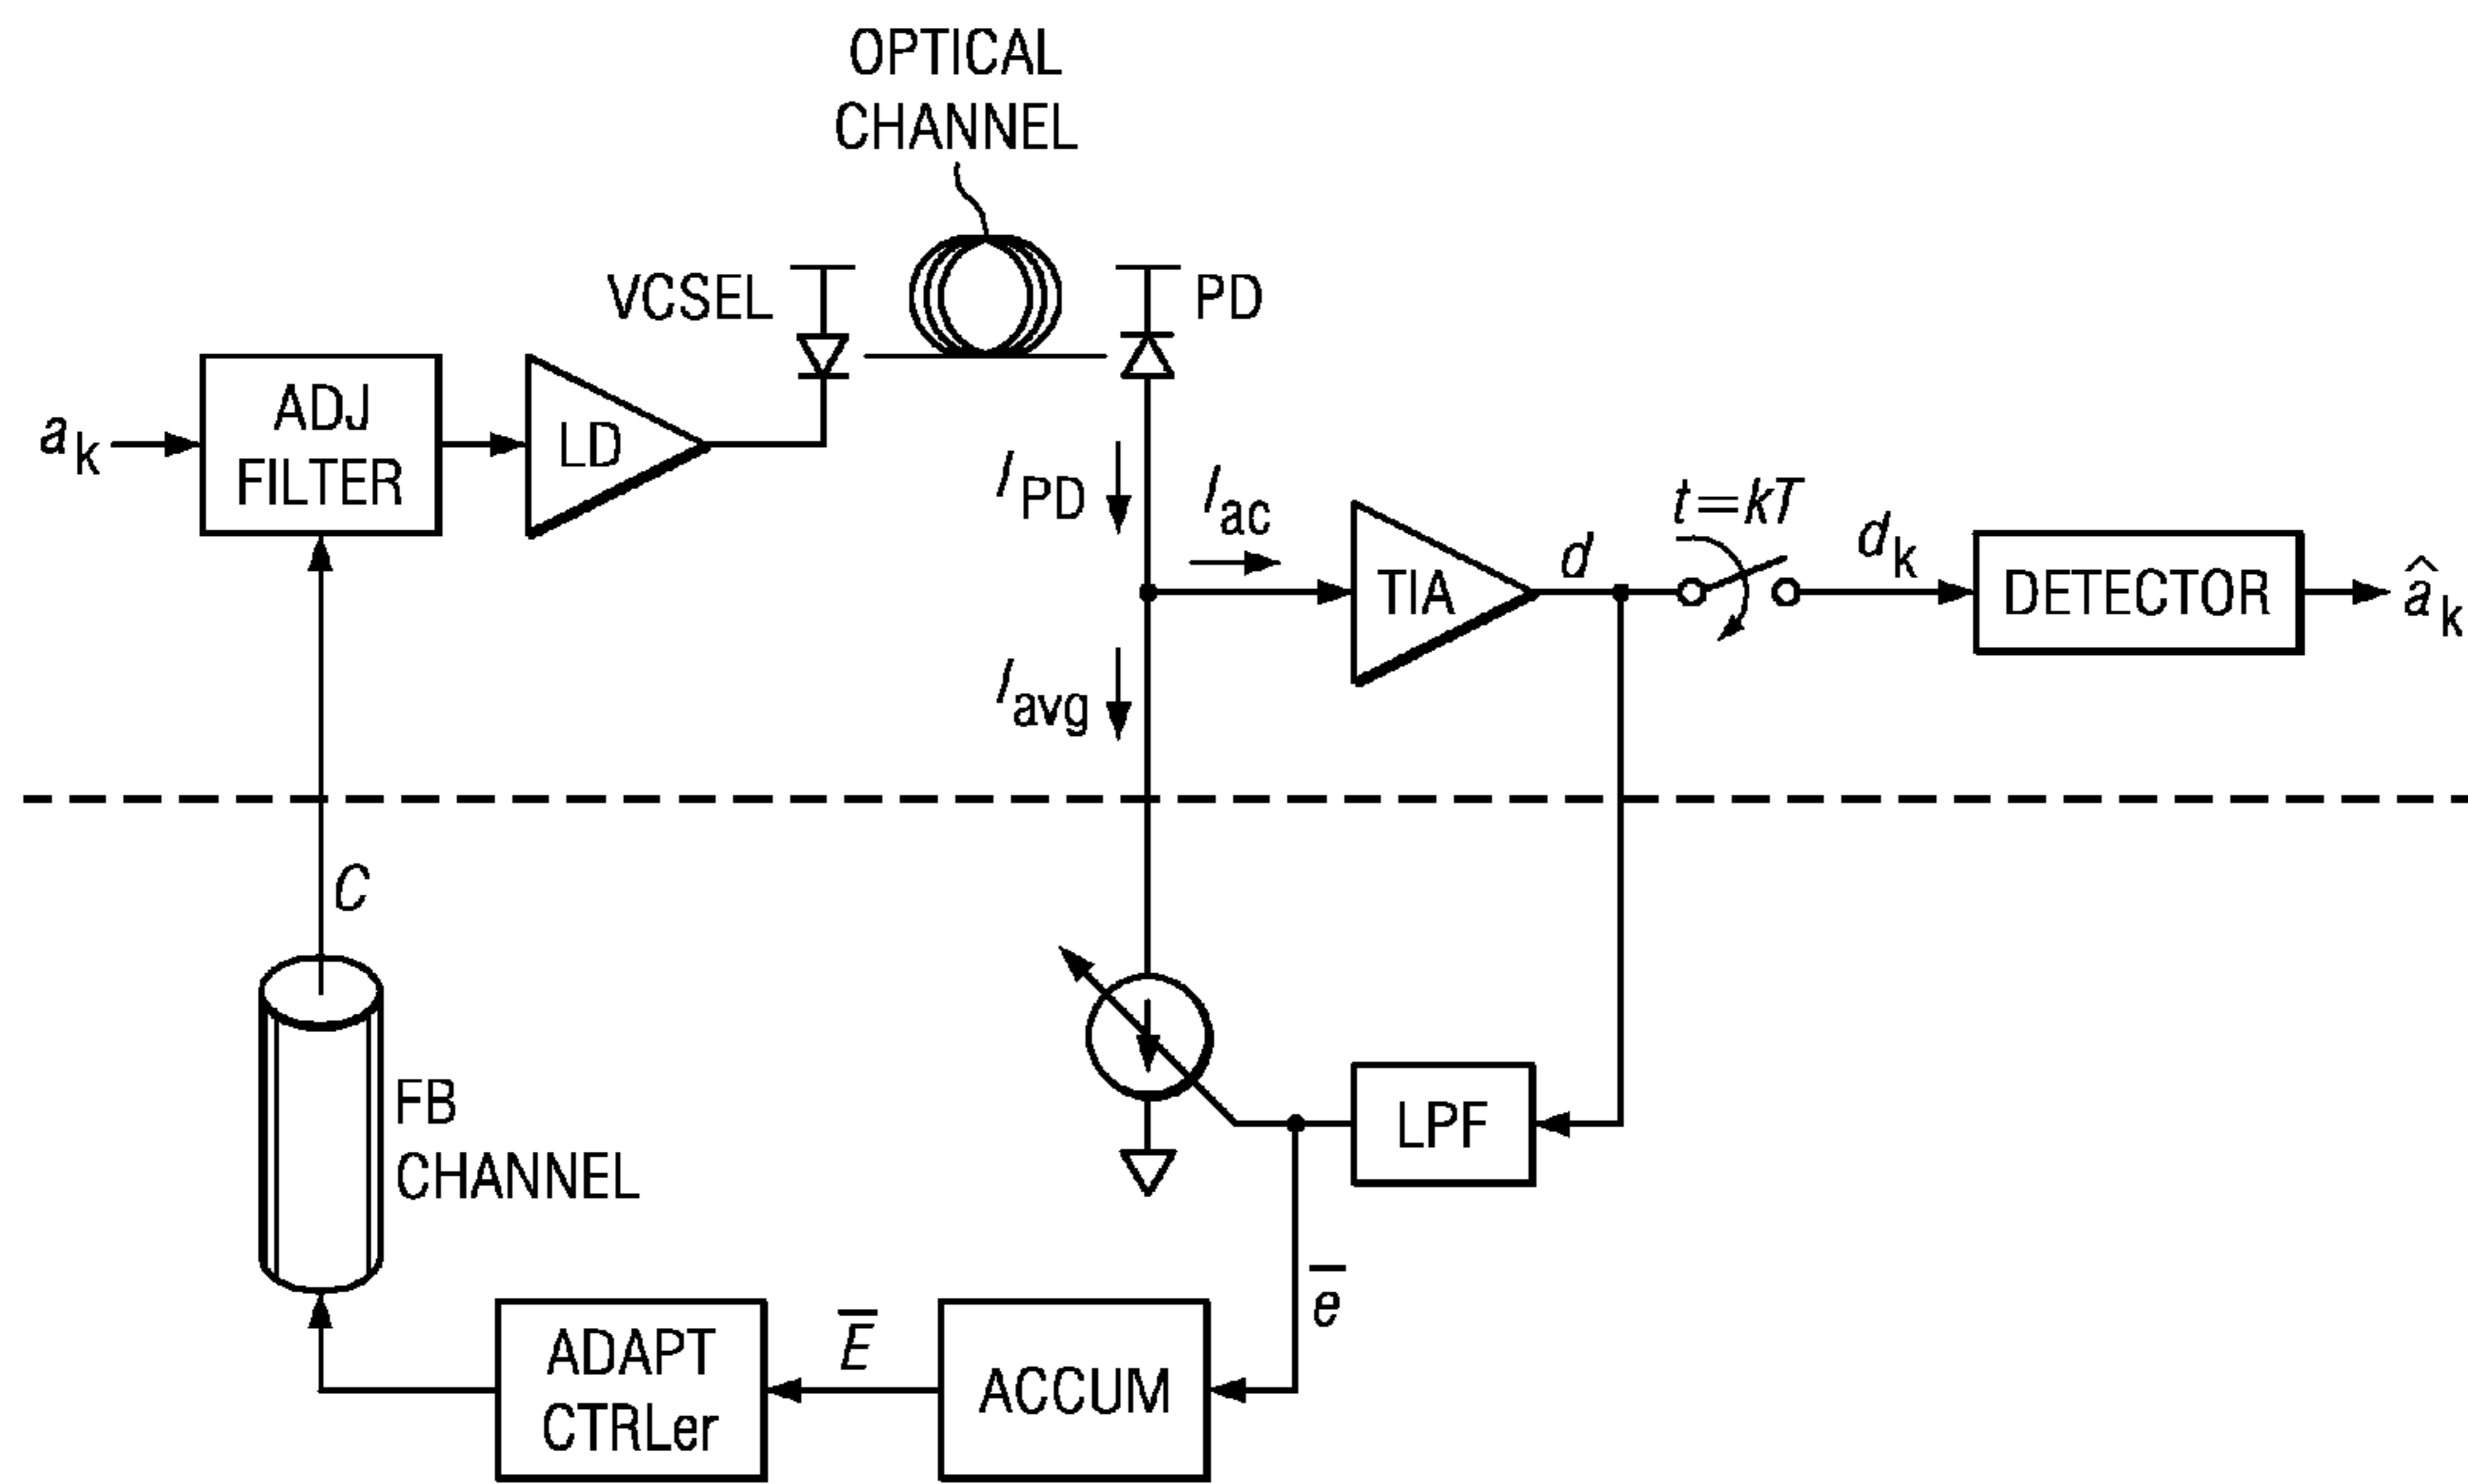 OPTICAL
CHANNEL
VCSEL
PD
ADJ
FILTER
a_k
LD
I_PD
I_ac
TIA
d
t=kT
d_k
DETECTOR
â_k
I_avg
C
FB
CHANNEL
LPF
e̅
ADAPT
CTRLer
E̅
ACCUM